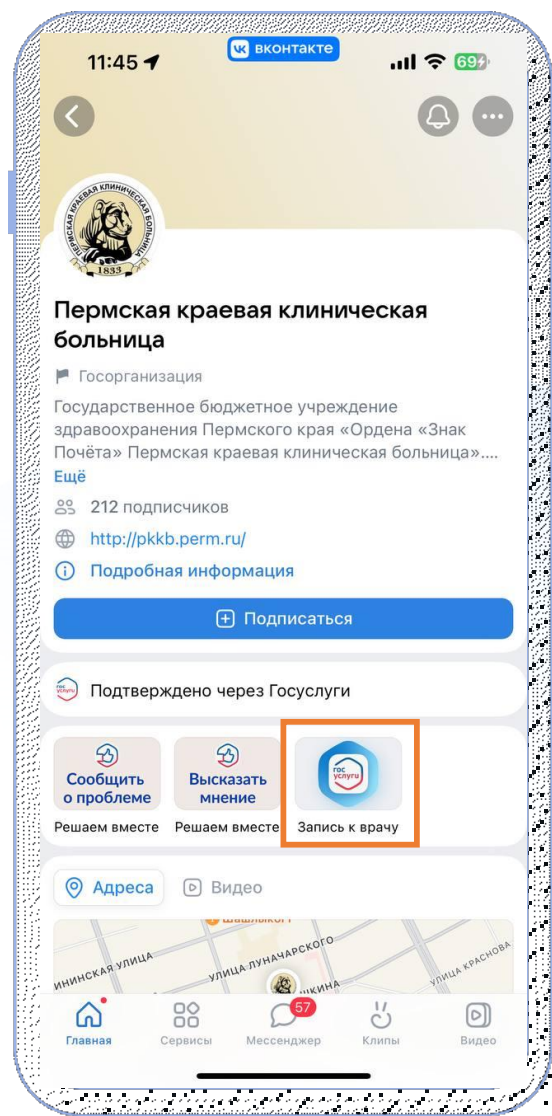 11:45
вконтакте
69
ПЕРМСКАЯ КРАЕВАЯ КЛИНИЧЕСКАЯ БОЛЬНИЦА
1833
Пермская краевая клиническая
больница
Госорганизация
Государственное бюджетное учреждение
здравоохранения Пермского края «Ордена «Знак
Почёта» Пермская краевая клиническая больница»....
Ещё
212 подписчиков
http://pkkb.perm.ru/
Подробная информация
Подписаться
гос
услуги
Подтверждено через Госуслуги
Сообщить
о проблеме
Высказать
мнение
гос
услуги
Решаем вместе
Решаем вместе
Запись к врачу
Адреса
Видео
УЛИЦА ЛУНАЧАРСКОГО
УЛИЦА КРАСНОВА
57
Главная
Сервисы
Мессенджер
Клипы
Видео